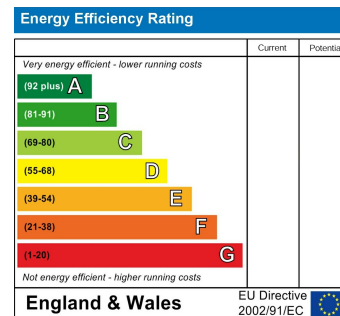 Energy Efficiency Rating
Current Potential
Very energy efficient - lower running costs
(92 plus) A
(81-91) B
(69-80) C
(55-68) D
(39-54) E
(21-38) F
(1-20) G
Not energy efficient - higher running costs
England & Wales
EU Directive
2002/91/EC